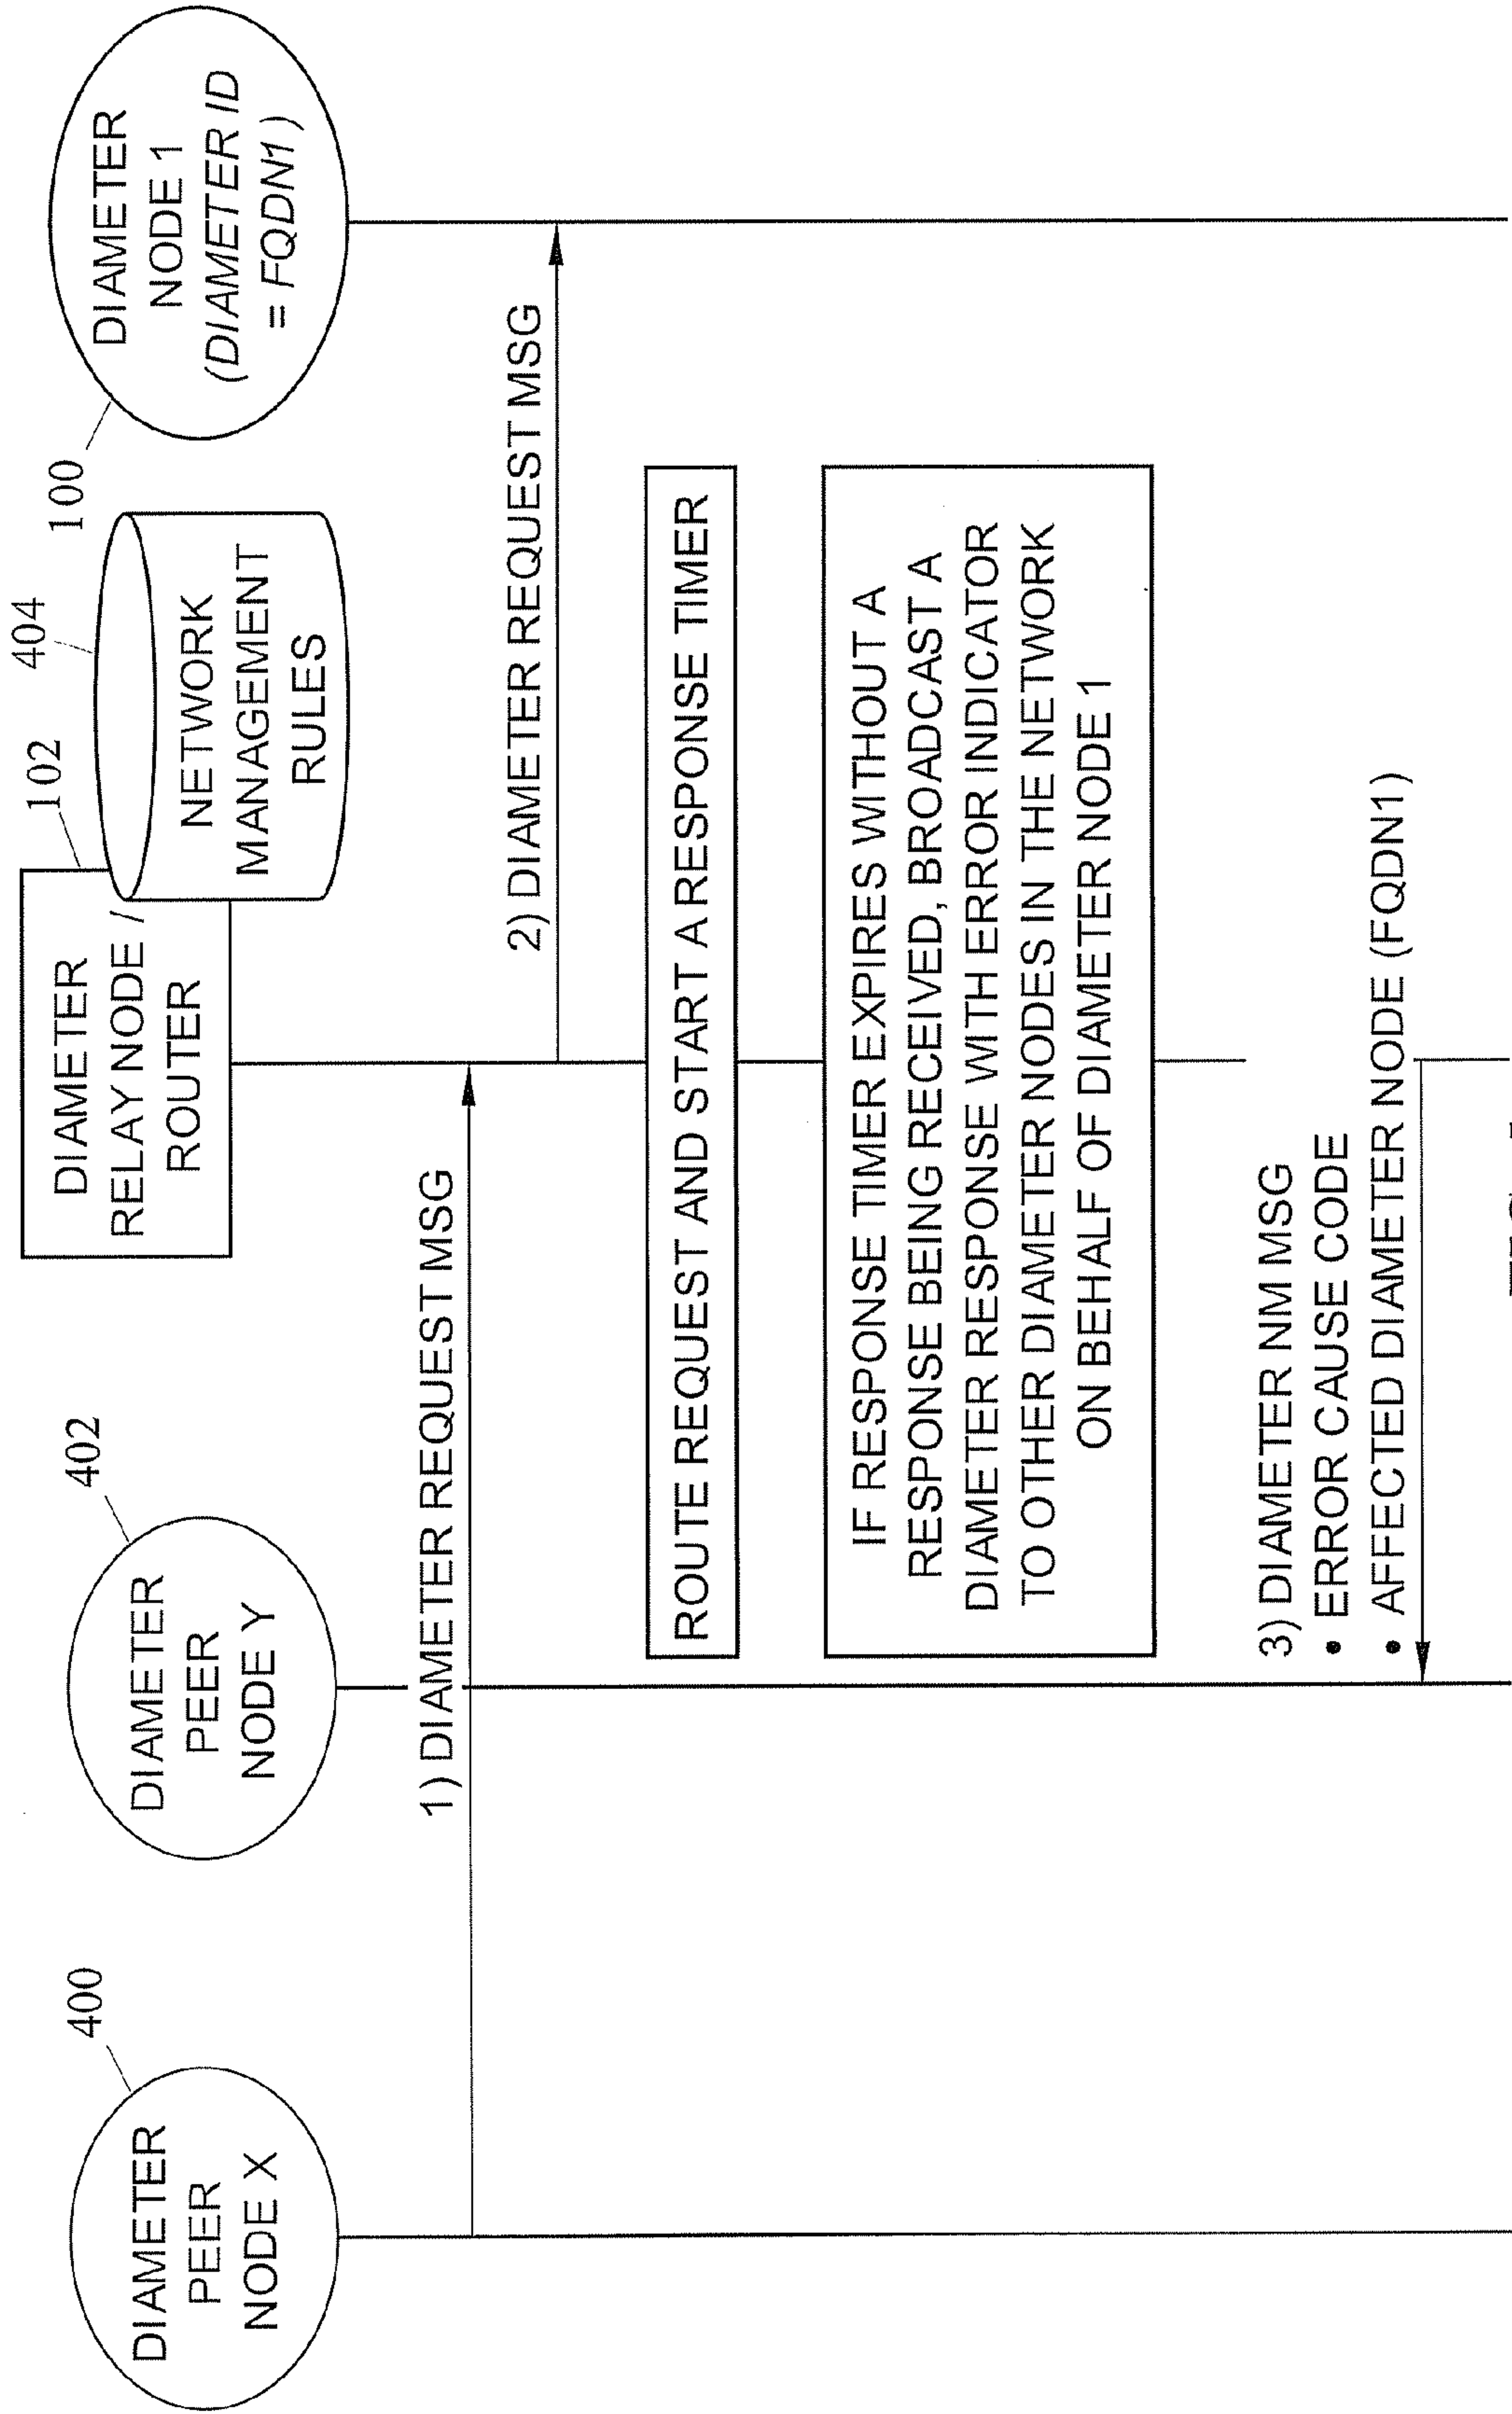 400
DIAMETER
PEER
NODE X
402
DIAMETER
PEER
NODE Y
102
DIAMETER
RELAY NODE /
ROUTER
404
NETWORK
MANAGEMENT
RULES
100
DIAMETER
NODE 1
(DIAMETER ID
= FQDN1)
1) DIAMETER REQUEST MSG
2) DIAMETER REQUEST MSG
ROUTE REQUEST AND START A RESPONSE TIMER
IF RESPONSE TIMER EXPIRES WITHOUT A
RESPONSE BEING RECEIVED, BROADCAST A
DIAMETER RESPONSE WITH ERROR INDICATOR
TO OTHER DIAMETER NODES IN THE NETWORK
ON BEHALF OF DIAMETER NODE 1
3) DIAMETER NM MSG
• ERROR CAUSE CODE
• AFFECTED DIAMETER NODE (FQDN1)